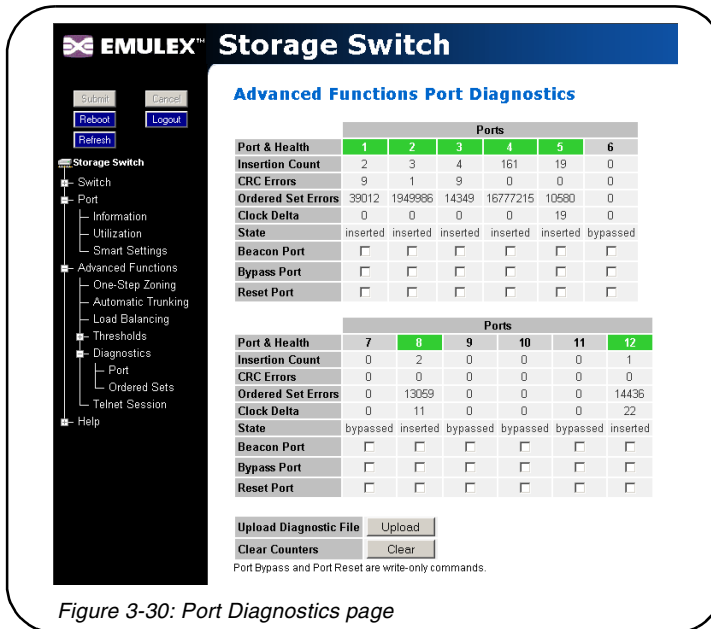 EMULEX™ Storage Switch
Submit Cancel
Reboot Logout
Refresh
Storage Switch
Switch
Port
Information
Utilization
Smart Settings
Advanced Functions
One-Step Zoning
Automatic Trunking
Load Balancing
Thresholds
Diagnostics
Port
Ordered Sets
Telnet Session
Help
Advanced Functions Port Diagnostics
Ports
Port & Health 1 2 3 4 5 6
Insertion Count 2 3 4 161 19 0
CRC Errors 9 1 9 0 0 0
Ordered Set Errors 39012 1949986 14349 16777215 10580 0
Clock Delta 0 0 0 0 19 0
State inserted inserted inserted inserted inserted bypassed
Beacon Port
Bypass Port
Reset Port
Ports
Port & Health 7 8 9 10 11 12
Insertion Count 0 2 0 0 0 1
CRC Errors 0 0 0 0 0 0
Ordered Set Errors 0 13059 0 0 0 14436
Clock Delta 0 11 0 0 0 22
State bypassed inserted bypassed bypassed bypassed inserted
Beacon Port
Bypass Port
Reset Port
Upload Diagnostic File Upload
Clear Counters Clear
Port Bypass and Port Reset are write-only commands.
Figure 3-30: Port Diagnostics page